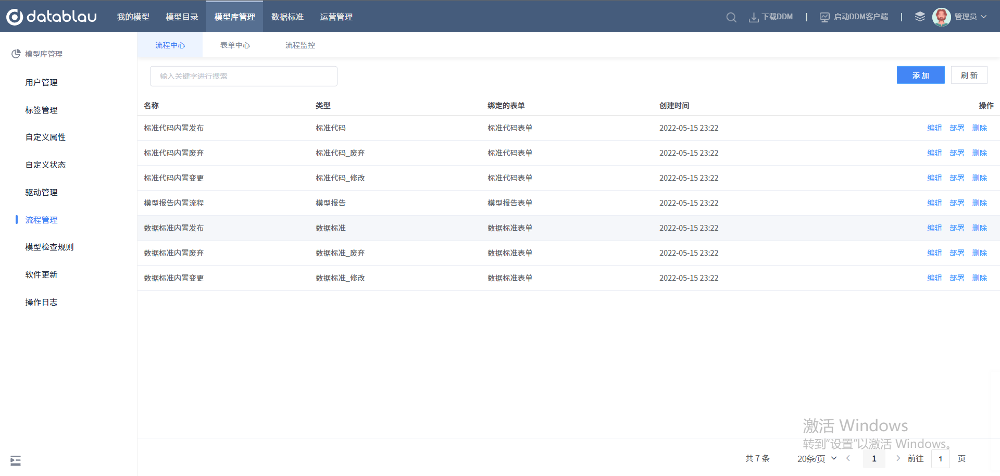 datablau 我的模型 模型目录 模型库管理 数据标准 运营管理 下载DDM | 启动DDM客户端 | 管理员
模型库管理
用户管理
标签管理
自定义属性
自定义状态
驱动管理
流程管理
模型检查规则
软件更新
操作日志
流程中心 表单中心 流程监控
输入关键字进行搜索 添加 刷新
名称 类型 绑定的表单 创建时间 操作
标准代码内置发布 标准代码 标准代码表单 2022-05-15 23:22 编辑 部署 删除
标准代码内置废弃 标准代码_废弃 标准代码表单 2022-05-15 23:22 编辑 部署 删除
标准代码内置变更 标准代码_修改 标准代码表单 2022-05-15 23:22 编辑 部署 删除
模型报告内置流程 模型报告 模型报告表单 2022-05-15 23:22 编辑 部署 删除
数据标准内置发布 数据标准 数据标准表单 2022-05-15 23:22 编辑 部署 删除
数据标准内置废弃 数据标准_废弃 数据标准表单 2022-05-15 23:22 编辑 部署 删除
数据标准内置变更 数据标准_修改 数据标准表单 2022-05-15 23:22 编辑 部署 删除
激活 Windows
转到“设置”以激活 Windows。
共 7 条 20条/页 1 前往 1 页